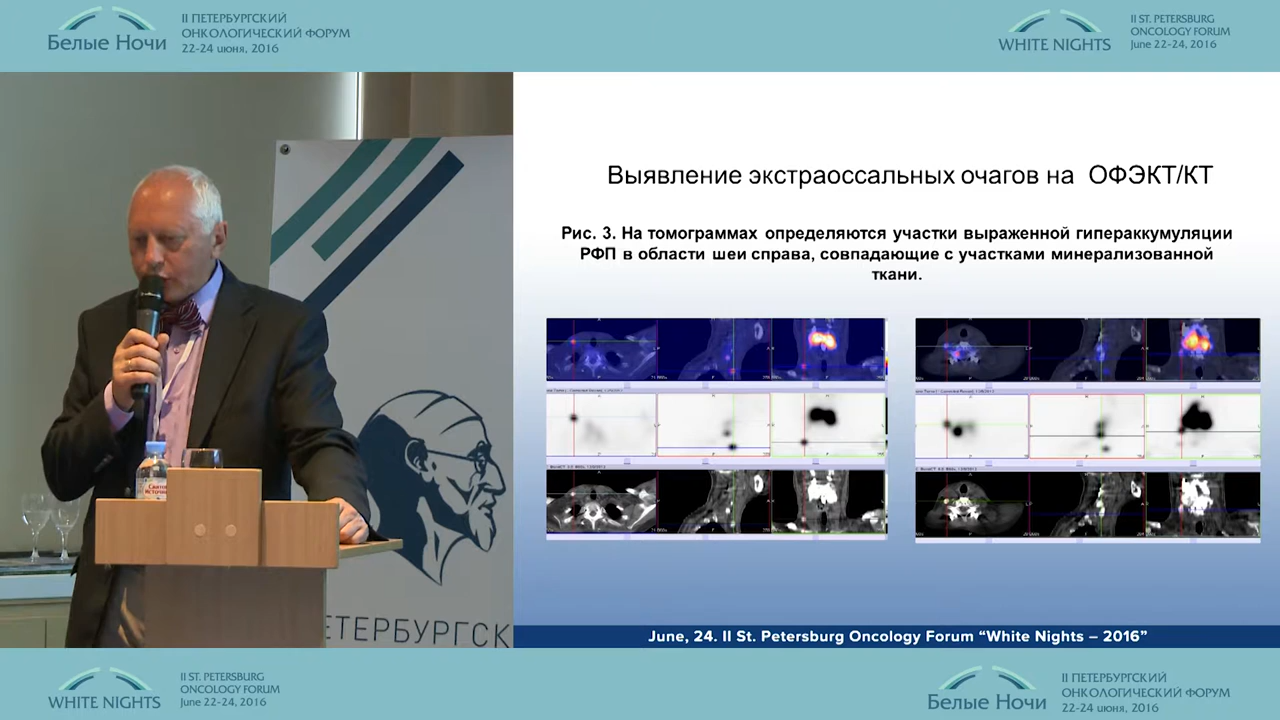 Белые Ночи
II ПЕТЕРБУРГСКИЙ
ОНКОЛОГИЧЕСКИЙ ФОРУМ
22-24 июня, 2016
WHITE NIGHTS
II ST. PETERSBURG
ONCOLOGY FORUM
June 22-24, 2016
Выявление экстраоссальных очагов на ОФЭКТ/КТ
Рис. 3. На томограммах определяются участки выраженной гипераккумуляции
РФП в области шеи справа, совпадающие с участками минерализованной
ткани.
ЕТЕРБУРГСК
June, 24. II St. Petersburg Oncology Forum “White Nights – 2016”
WHITE NIGHTS
II ST. PETERSBURG
ONCOLOGY FORUM
June 22-24, 2016
Белые Ночи
II ПЕТЕРБУРГСКИЙ
ОНКОЛОГИЧЕСКИЙ ФОРУМ
22-24 июня, 2016